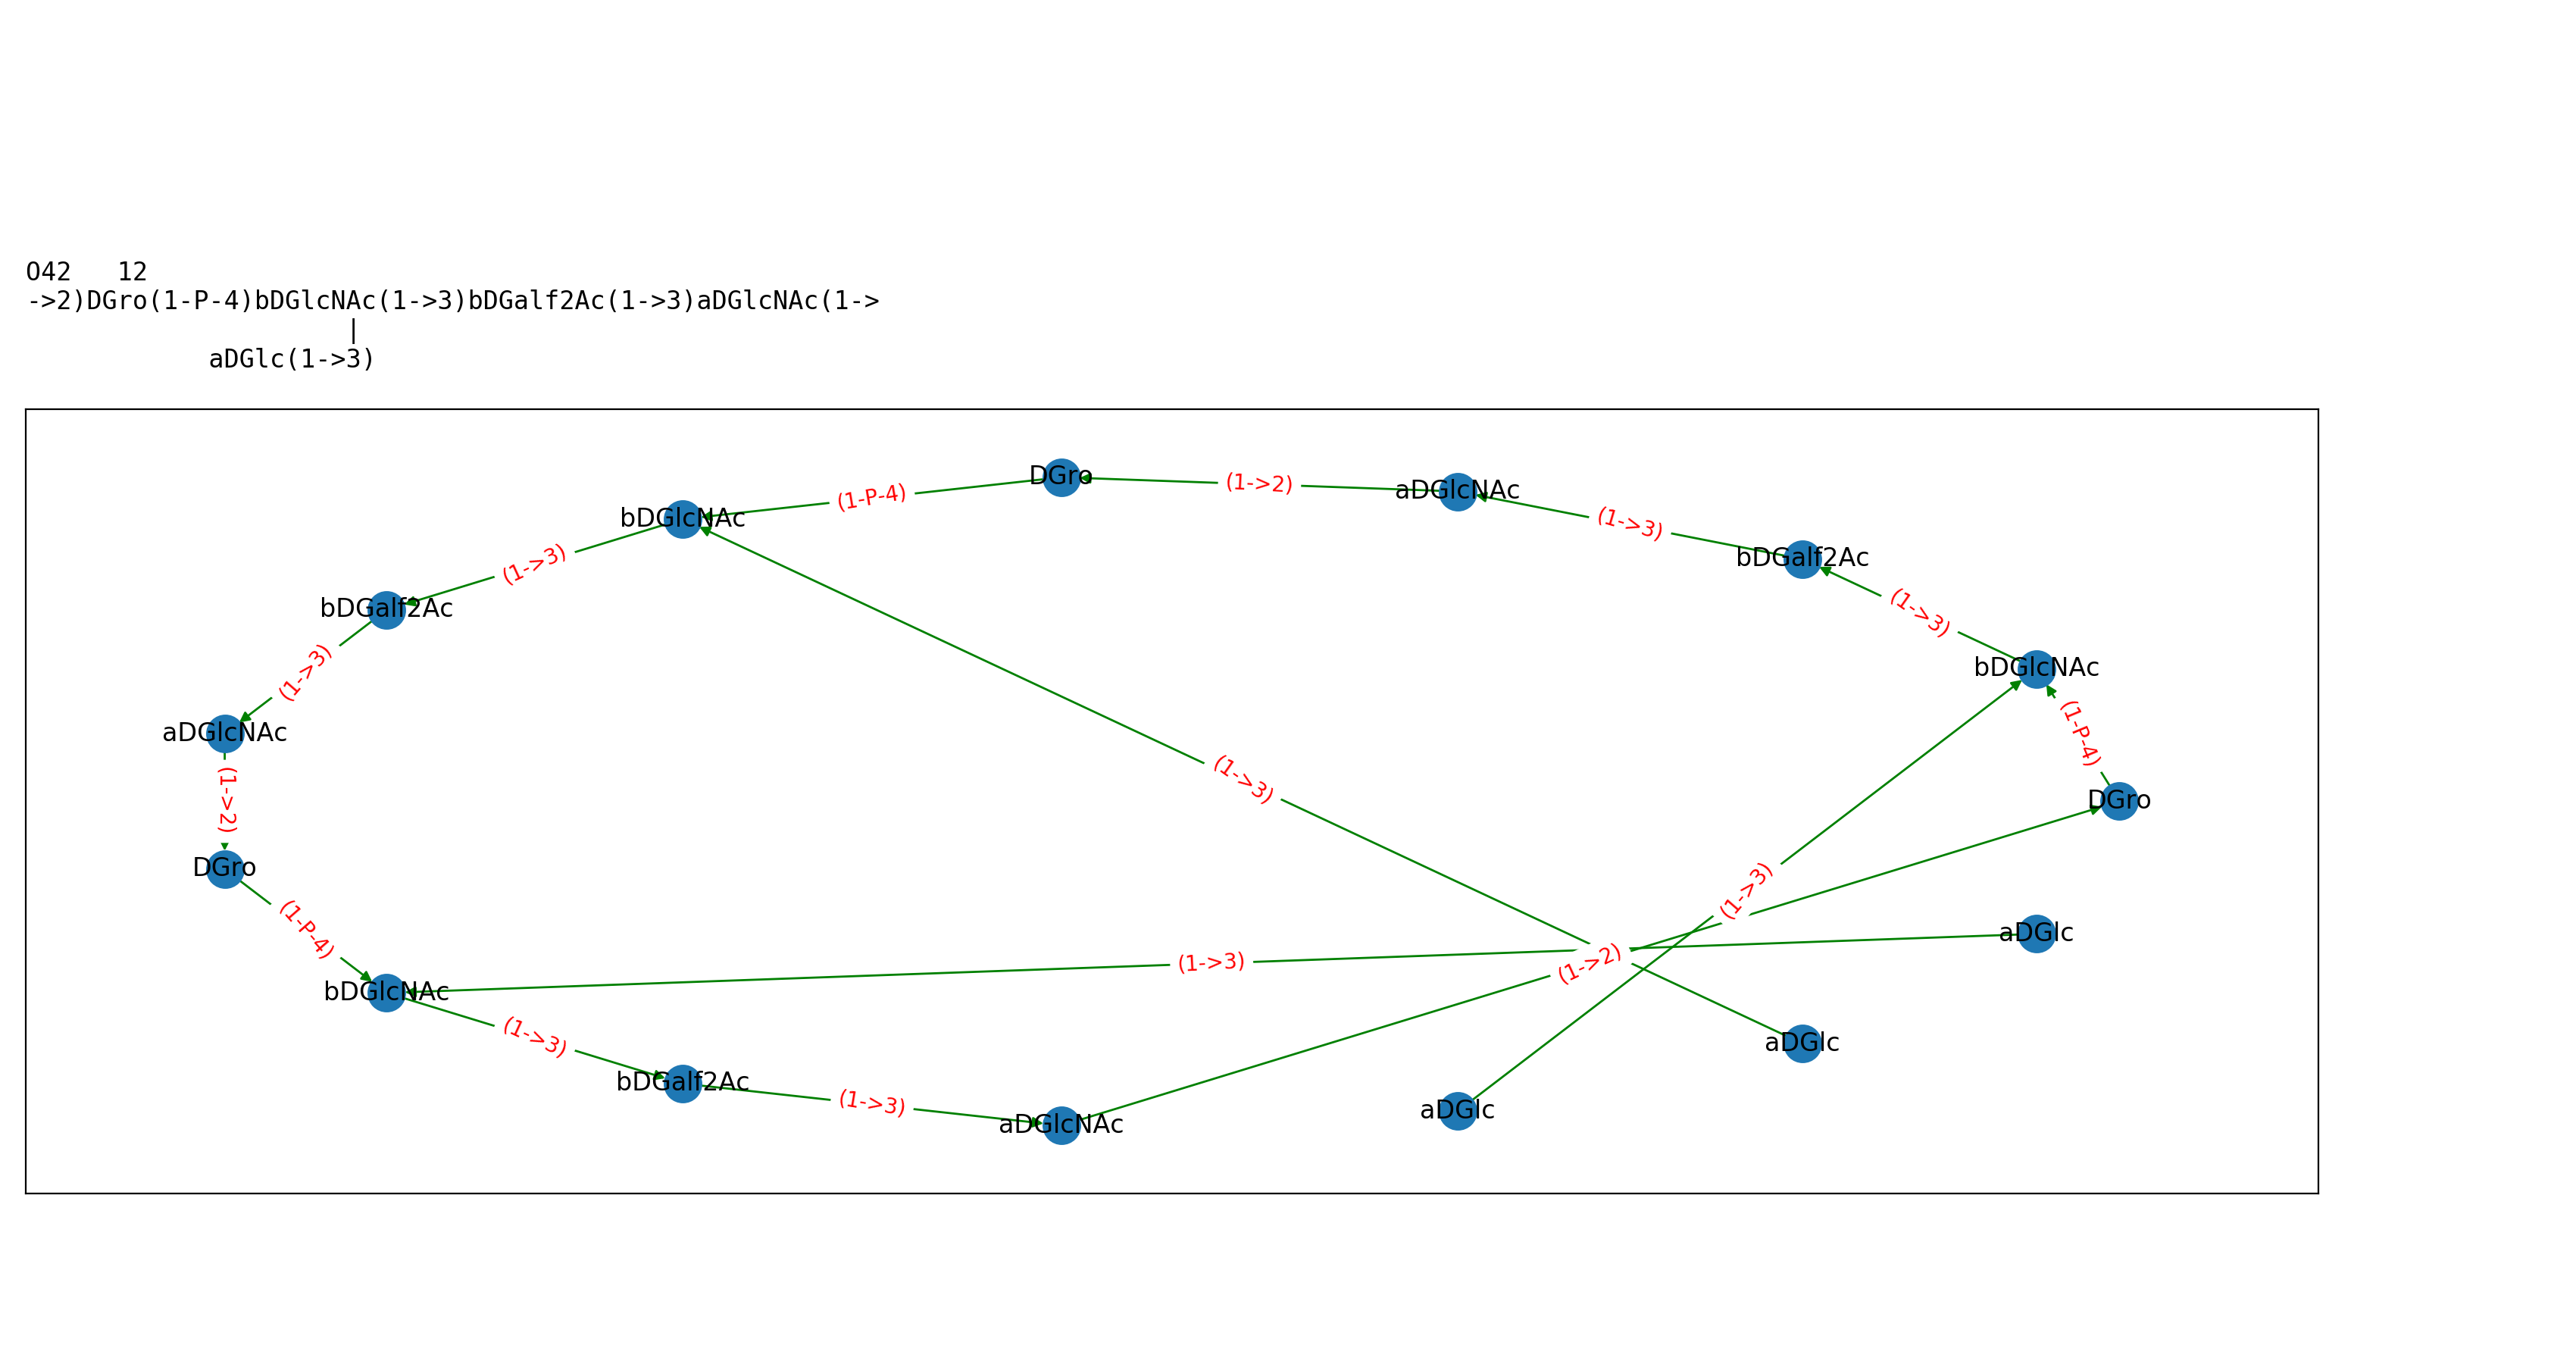 O42   12
->2)DGro(1-P-4)bDGlcNAc(1->3)bDGalf2Ac(1->3)aDGlcNAc(1->
|
aDGlc(1->3)
DGro
(1->2)
aDGlcNAc
(1-P-4)
bDGlcNAc
(1->3)
bDGalf2Ac
(1->3)
(1->3)
bDGalf2Ac
(1->3)
bDGlcNAc
(1->3)
aDGlcNAc
(1-P-4)
(1->3)
(1->2)
DGro
DGro
(1->3)
(1-P-4)
aDGlc
(1->3)
(1->2)
bDGlcNAc
(1->3)
aDGlc
bDGalf2Ac
(1->3)
aDGlc
aDGlcNAc